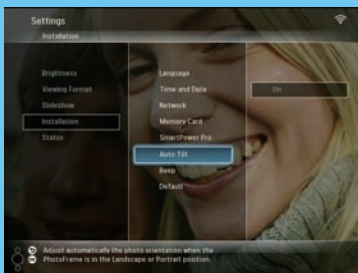 Settings
Installation
Brightness
Viewing Format
Slideshow
Installation
Status
Language
Time and Date
Network
Memory Card
SmartPower Pro
Auto Tilt
Beep
Default
Off
On
Adjust automatically the photo orientation when the
PhotoFrame is in the Landscape or Portrait position.